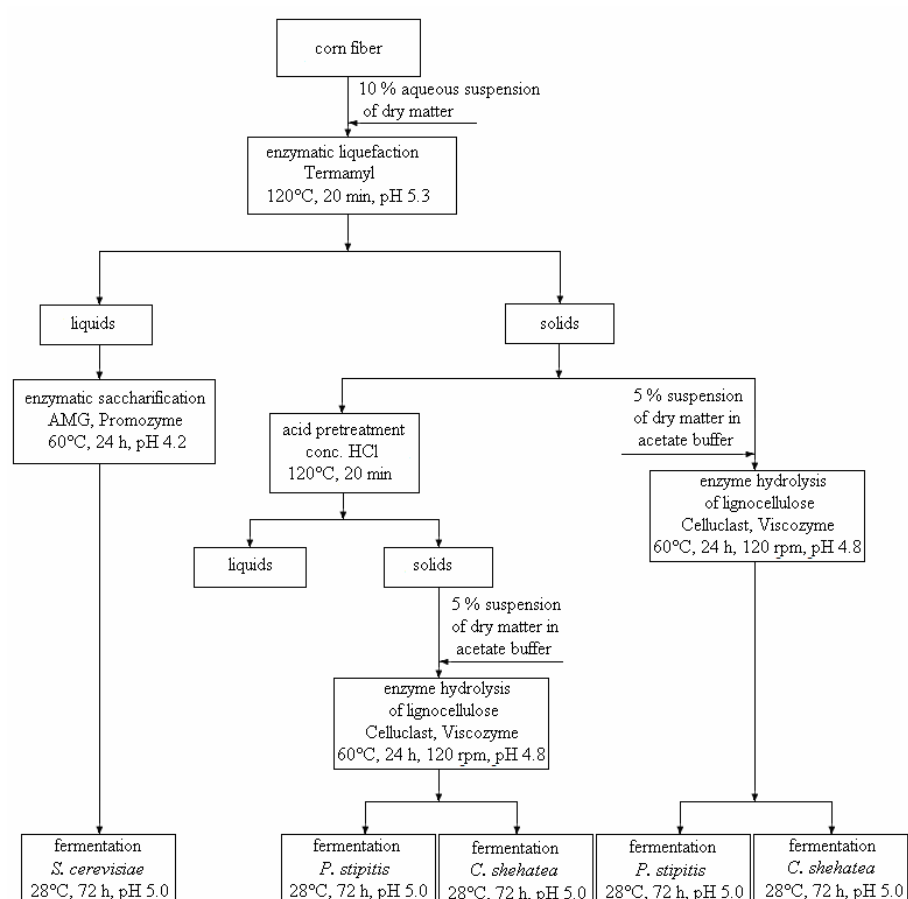 corn fiber
10 % aqueous suspension
of dry matter
enzymatic liquefaction
Termamyl
120°C, 20 min, pH 5.3
liquids
solids
enzymatic saccharification
AMG, Promozyme
60°C, 24 h, pH 4.2
acid pretreatment
conc. HCl
120°C, 20 min
5 % suspension
of dry matter in
acetate buffer
enzyme hydrolysis
of lignocellulose
Celluclast, Viscozyme
60°C, 24 h, 120 rpm, pH 4.8
liquids
solids
5 % suspension
of dry matter in
acetate buffer
enzyme hydrolysis
of lignocellulose
Celluclast, Viscozyme
60°C, 24 h, 120 rpm, pH 4.8
fermentation
S. cerevisiae
28°C, 72 h, pH 5.0
fermentation
P. stipitis
28°C, 72 h, pH 5.0
fermentation
C. shehatea
28°C, 72 h, pH 5.0
fermentation
P. stipitis
28°C, 72 h, pH 5.0
fermentation
C. shehatea
28°C, 72 h, pH 5.0